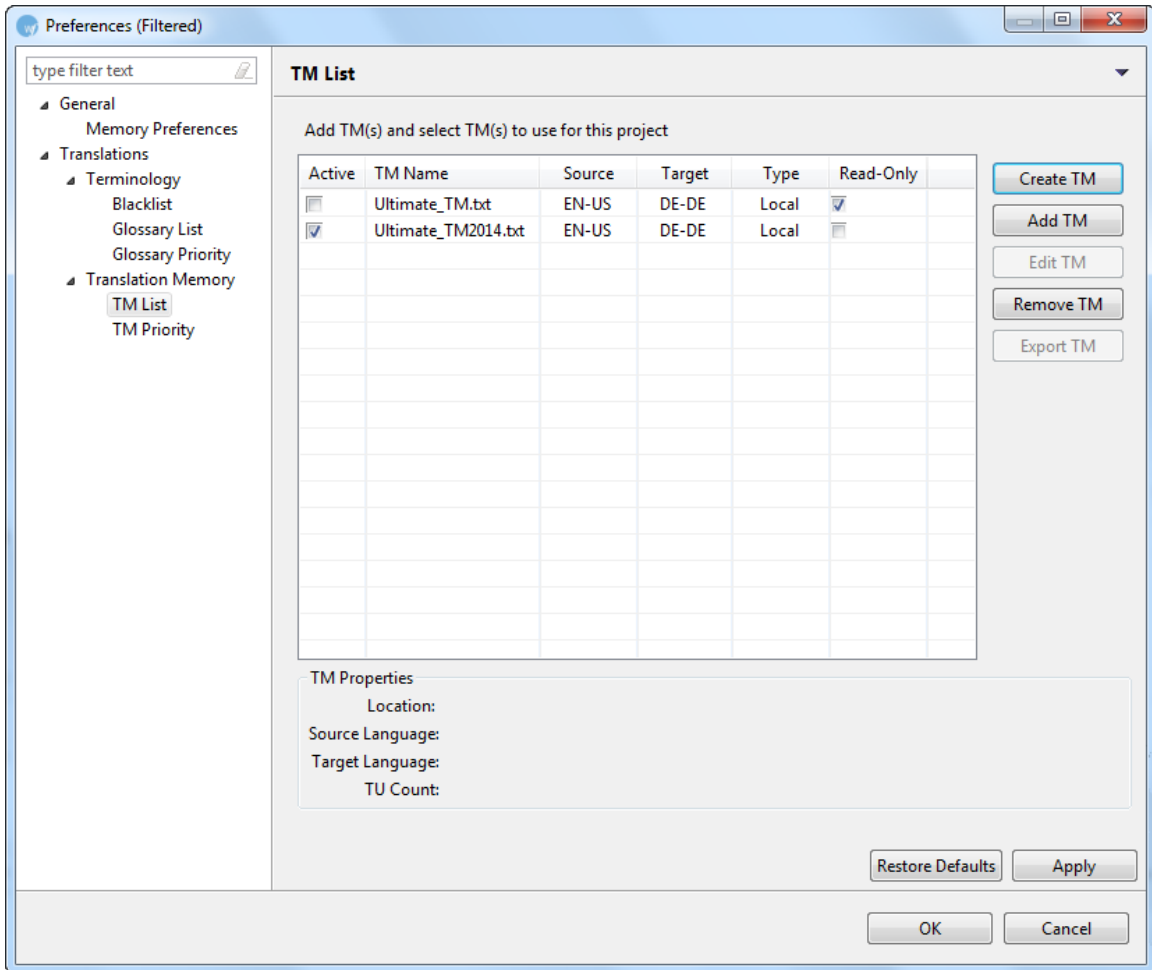 Preferences (Filtered)
type filter text
General
Memory Preferences
Translations
Terminology
Blacklist
Glossary List
Glossary Priority
Translation Memory
TM List
TM Priority
TM List
Add TM(s) and select TM(s) to use for this project
Active TM Name Source Target Type Read-Only
Ultimate_TM.txt EN-US DE-DE Local
Ultimate_TM2014.txt EN-US DE-DE Local
Create TM
Add TM
Edit TM
Remove TM
Export TM
TM Properties
Location:
Source Language:
Target Language:
TU Count:
Restore Defaults Apply
OK Cancel